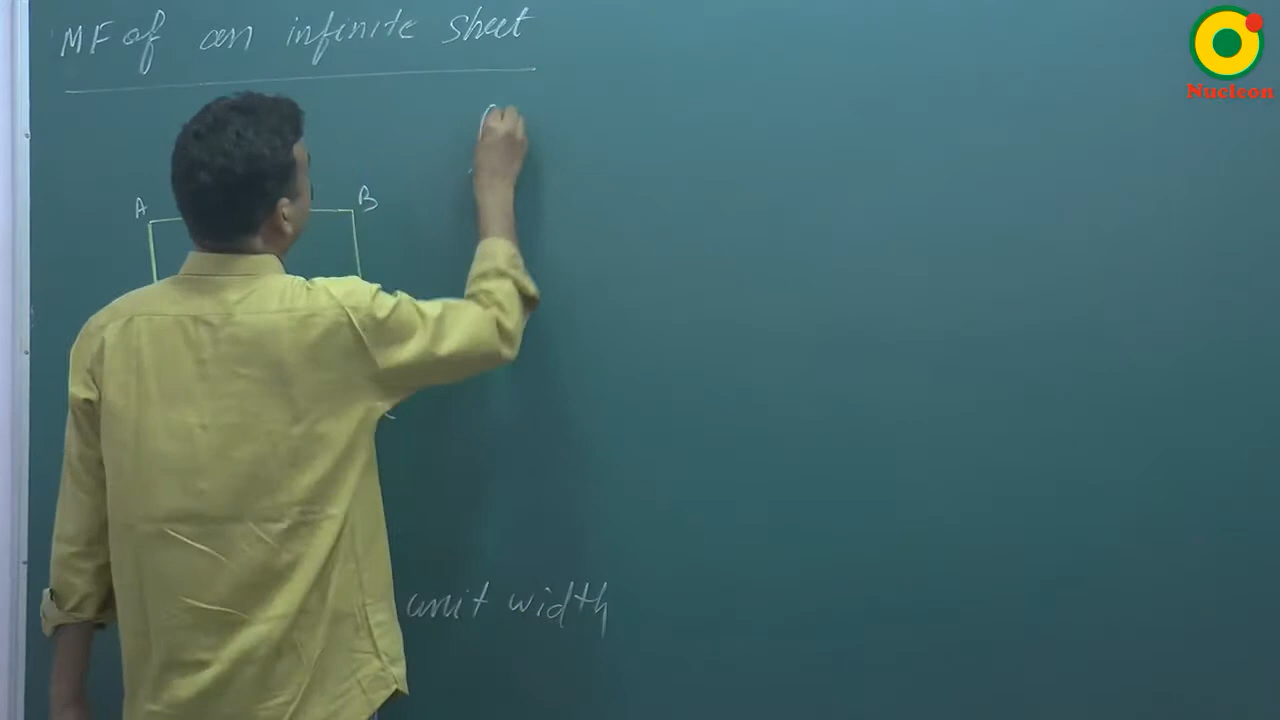 MF of an infinite sheet
Nucleon
A
B
unit width